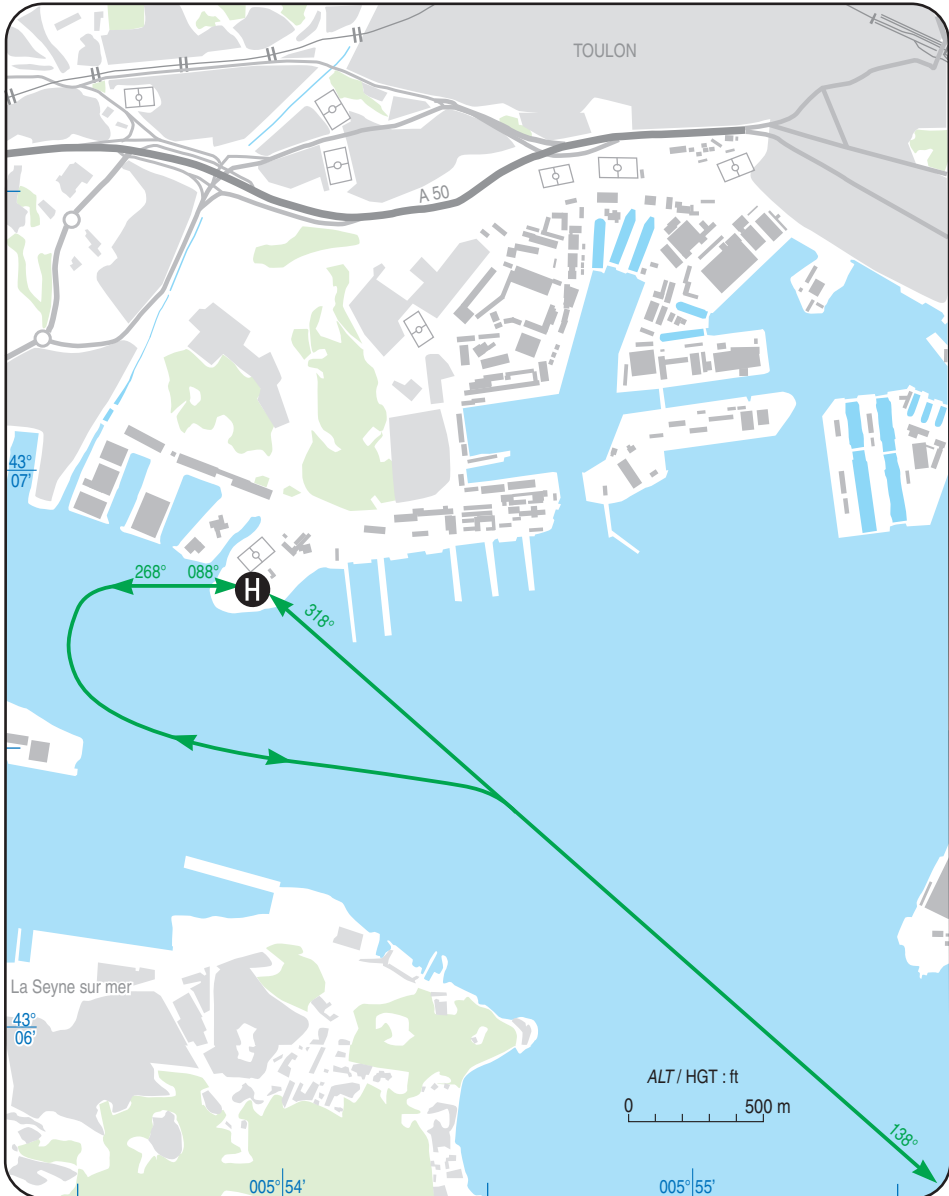 TOULON
A 50
43°
07'
268° 088°
H
318°
La Seyne sur mer
43°
06'
ALT / HGT : ft
0 500 m
138°
005° 54' 005° 55'